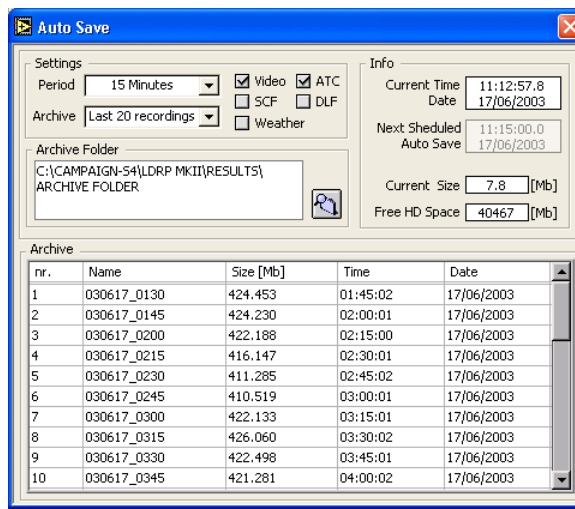 Auto Save
Settings
Period 15 Minutes
Archive Last 20 recordings
Video ATC
SCF DLF
Weather
Info
Current Time 11:12:57.8
Date 17/06/2003
Next Sheduled 11:15:00.0
Auto Save 17/06/2003
Current Size 7.8 [Mb]
Free HD Space 40467 [Mb]
Archive Folder
C:\CAMPAIGN-S4\LDRP MKII\RESULTS\
ARCHIVE FOLDER
Archive
nr. Name Size [Mb] Time Date
1 030617_0130 424.453 01:45:02 17/06/2003
2 030617_0145 424.230 02:00:01 17/06/2003
3 030617_0200 422.188 02:15:00 17/06/2003
4 030617_0215 416.147 02:30:01 17/06/2003
5 030617_0230 411.285 02:45:02 17/06/2003
6 030617_0245 410.519 03:00:01 17/06/2003
7 030617_0300 422.133 03:15:01 17/06/2003
8 030617_0315 426.060 03:30:02 17/06/2003
9 030617_0330 422.498 03:45:01 17/06/2003
10 030617_0345 421.281 04:00:02 17/06/2003